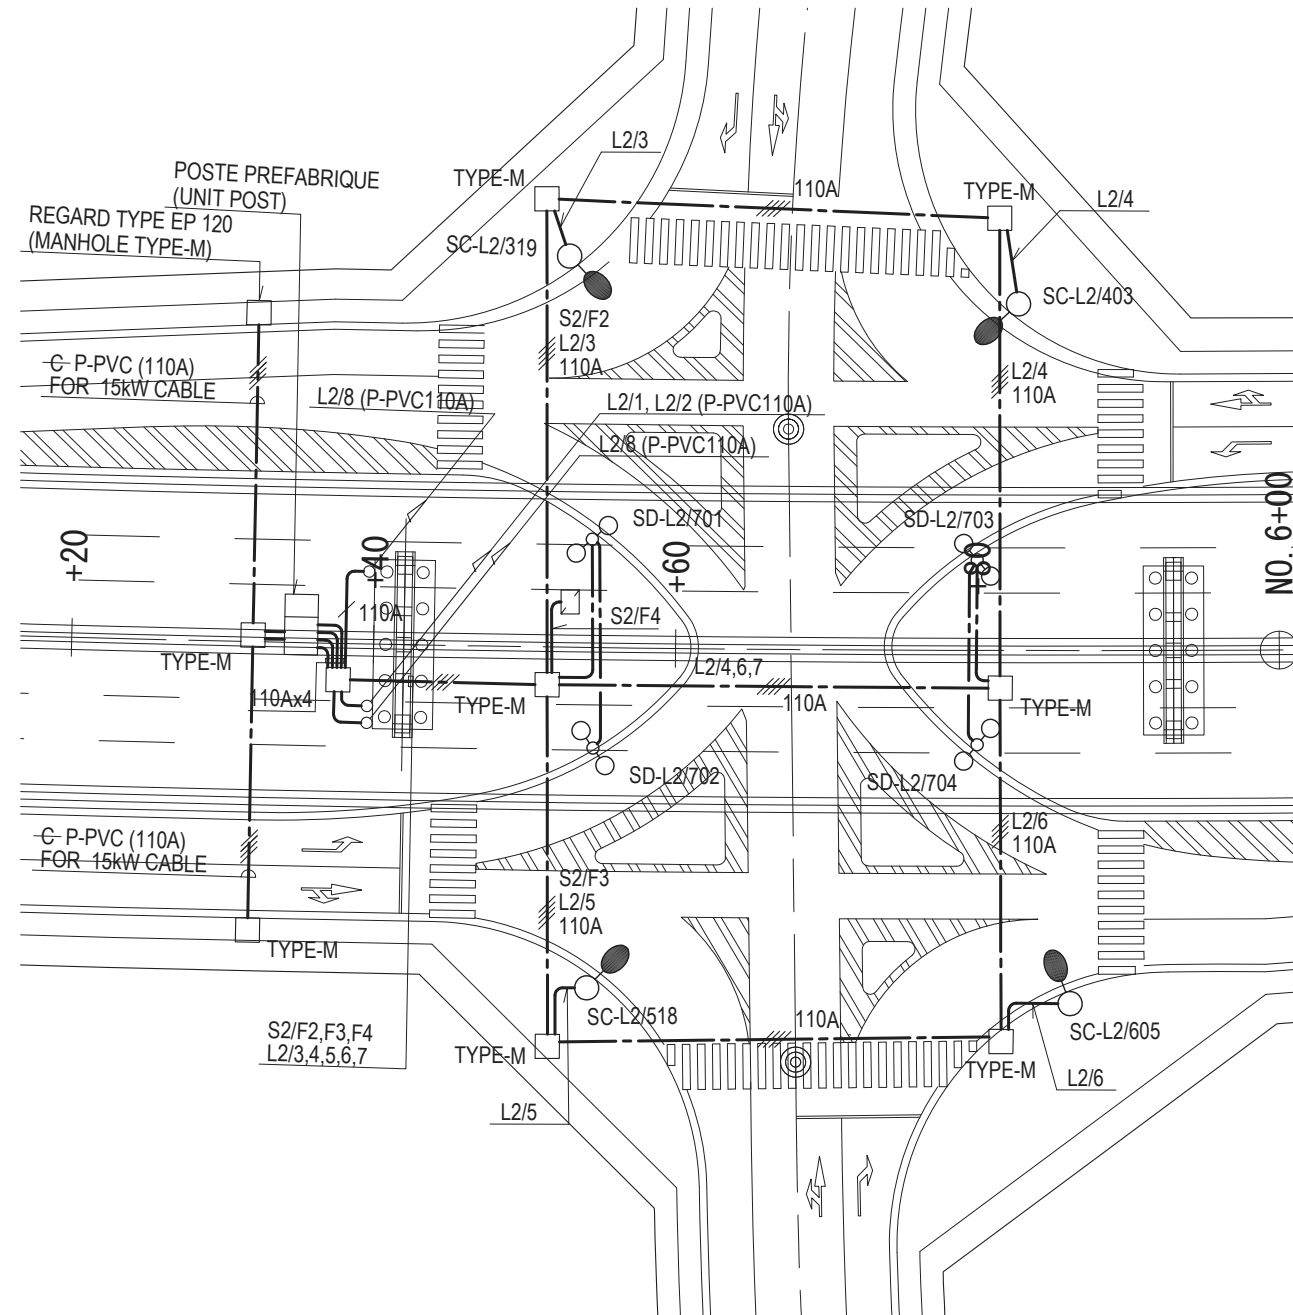 L2/3
POSTE PREFABRIQUE
(UNIT POST)
TYPE-M
110A
TYPE-M
L2/4
REGARD TYPE EP 120
(MANHOLE TYPE-M)
SC-L2/319
SC-L2/403
S2/F2
L2/3
110A
C P-PVC (110A)
FOR 15kW CABLE
L2/4
110A
L2/8 (P-PVC110A)
L2/1, L2/2 (P-PVC110A)
L2/8 (P-PVC110A)
SD-L2/701
SD-L2/703
+20
+40
+60
+80
NO. 6+00
110A
S2/F4
TYPE-M
L2/4,6,7
110Ax4
TYPE-M
110A
TYPE-M
SD-L2/702
SD-L2/704
C P-PVC (110A)
FOR 15kW CABLE
L2/6
110A
S2/F3
L2/5
110A
TYPE-M
SC-L2/518
110A
SC-L2/605
S2/F2,F3,F4
L2/3,4,5,6,7
TYPE-M
TYPE-M
L2/6
L2/5